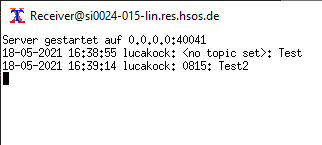 Receiver@si0024-015-lin.res.hsos.de
Server gestartet auf 0.0.0.0:40041
18-05-2021 16:38:55 lucakock: <no topic set>: Test
18-05-2021 16:39:14 lucakock: 0815: Test2